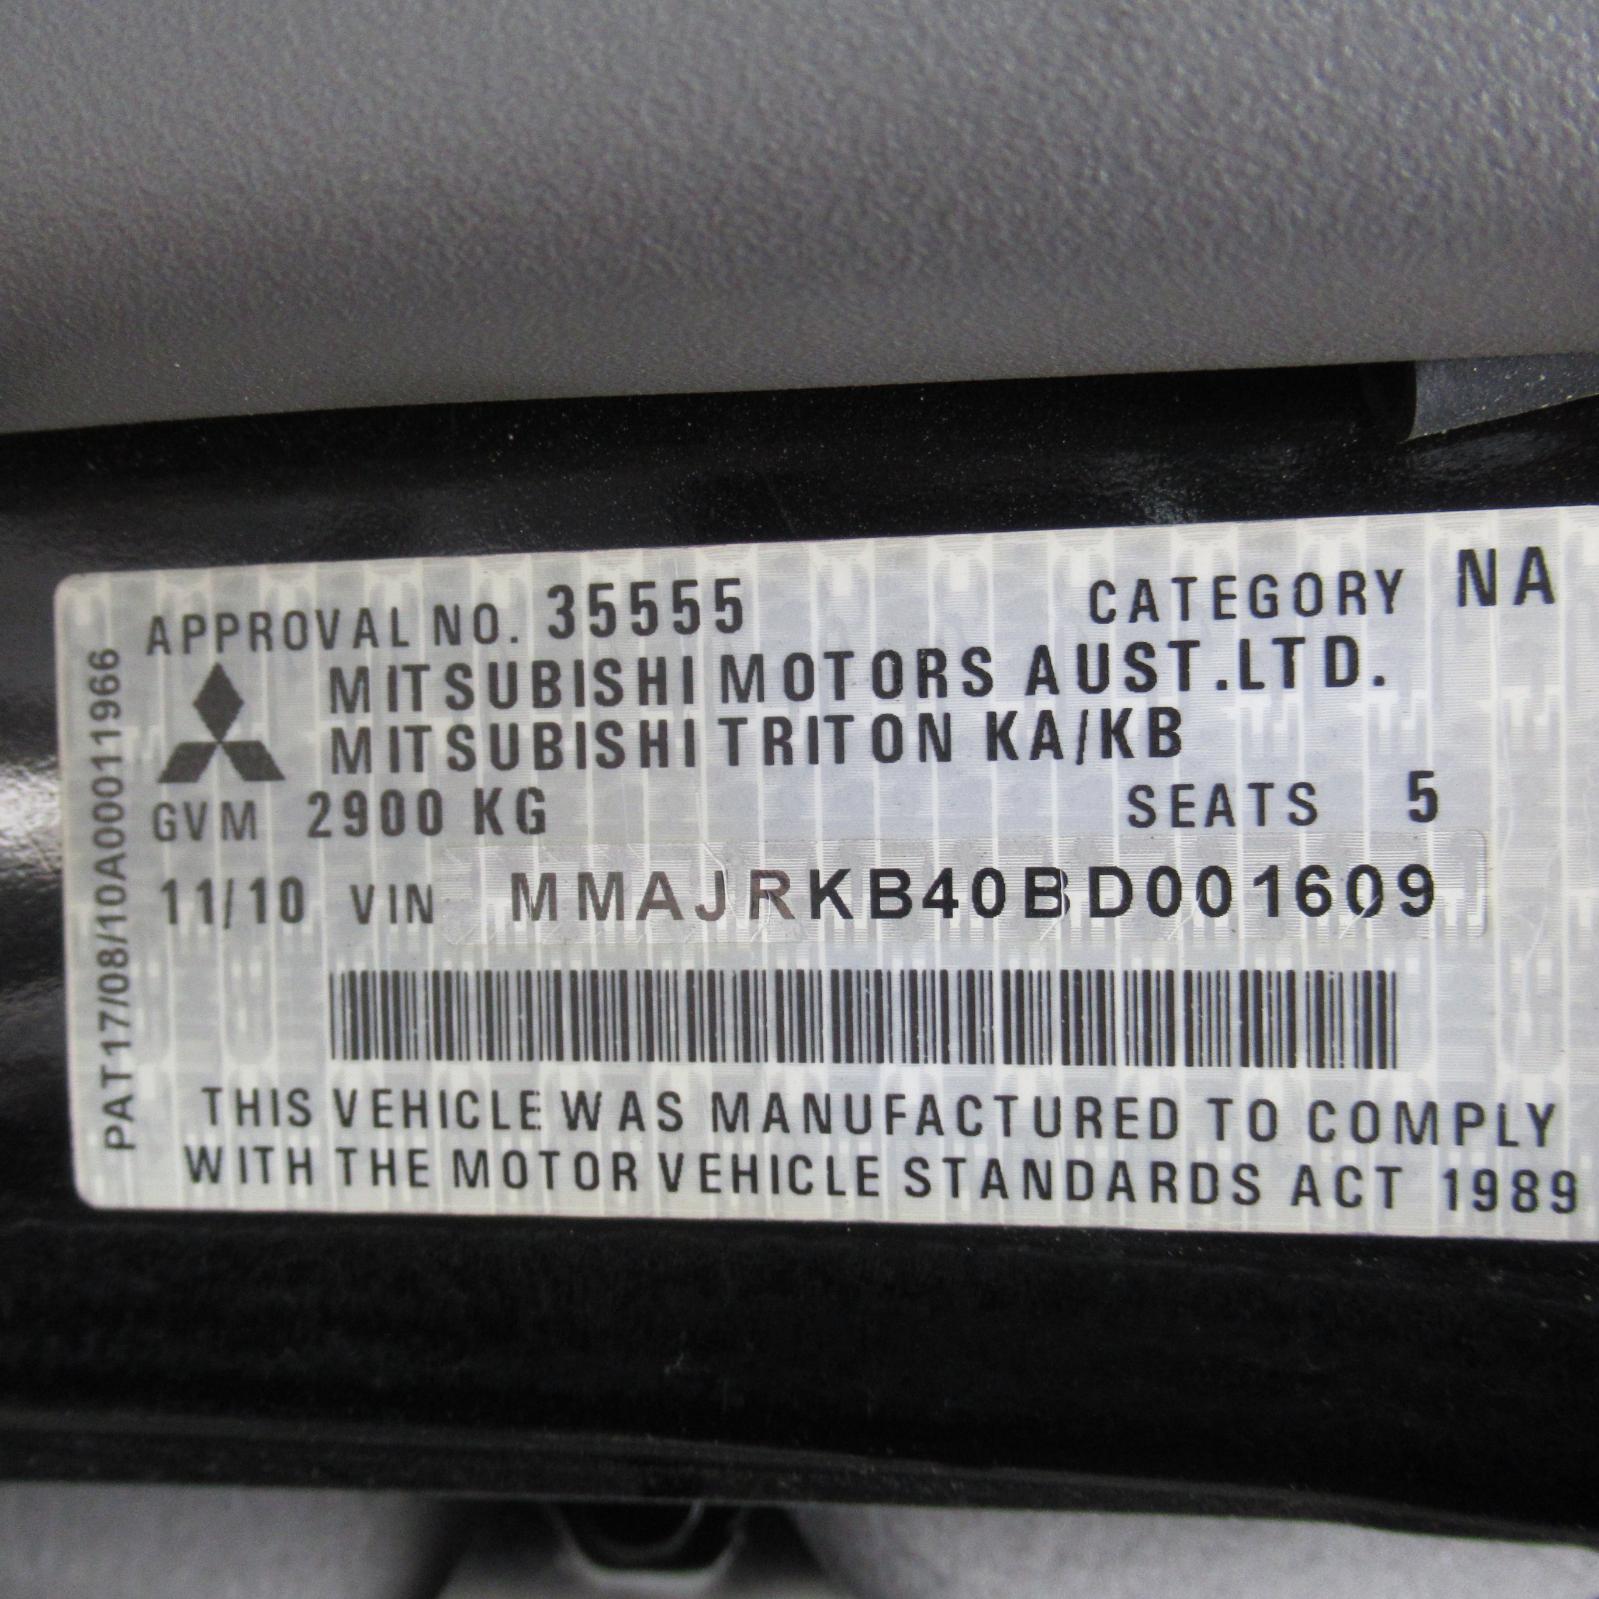 APPROVAL NO. 35555 CATEGORY NA
MITSUBISHI MOTORS AUST.LTD.
MITSUBISHI TRITON KA/KB
GVM 2900 KG SEATS 5
11/10 VIN MMAJRKB40BD001609
THIS VEHICLE WAS MANUFACTURED TO COMPLY
WITH THE MOTOR VEHICLE STANDARDS ACT 1989
PAT17/08/10A00011966